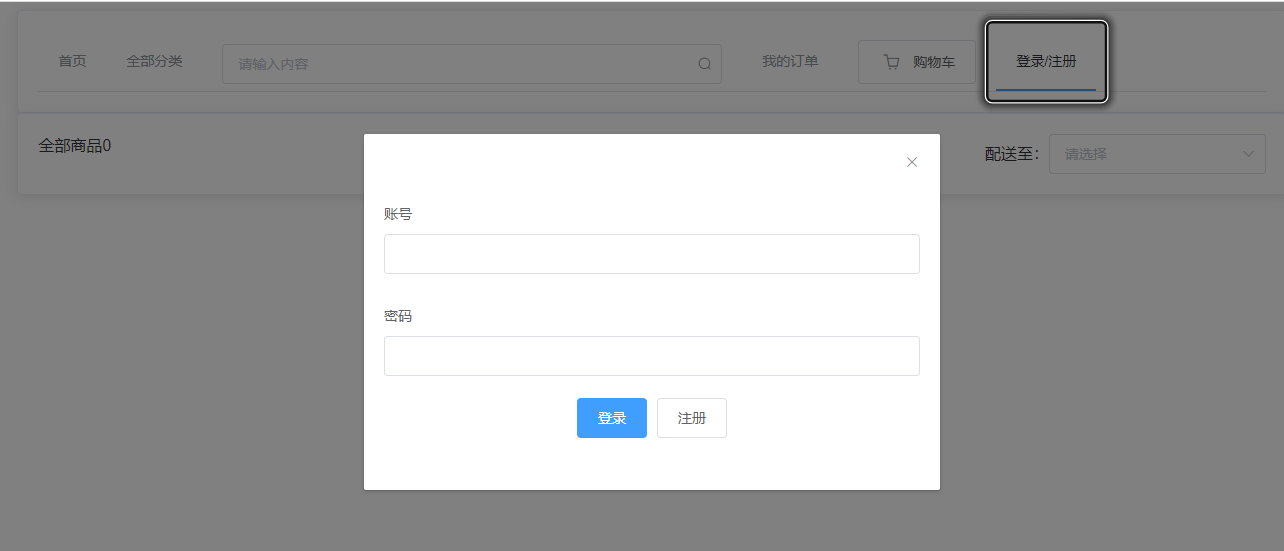 首页
全部分类
请输入内容
我的订单
购物车
登录/注册
全部商品0
配送至：
请选择
账号
密码
登录
注册